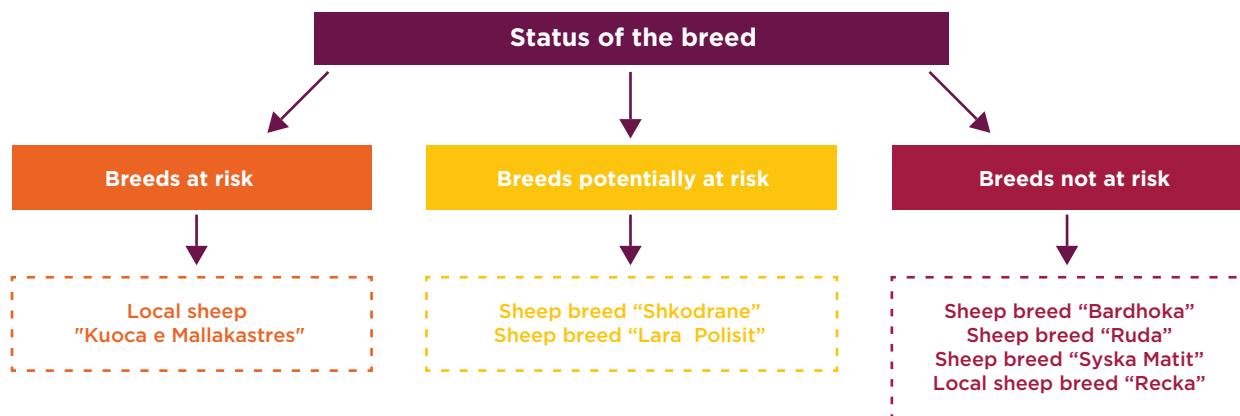 Status of the breed
Breeds at risk
Breeds potentially at risk
Breeds not at risk
Local sheep
"Kuoca e Mallakastres"
Sheep breed “Shkodrane”
Sheep breed “Lara Polisit”
Sheep breed “Bardhoka”
Sheep breed “Ruda”
Sheep breed “Syska Matit”
Local sheep breed “Recka”